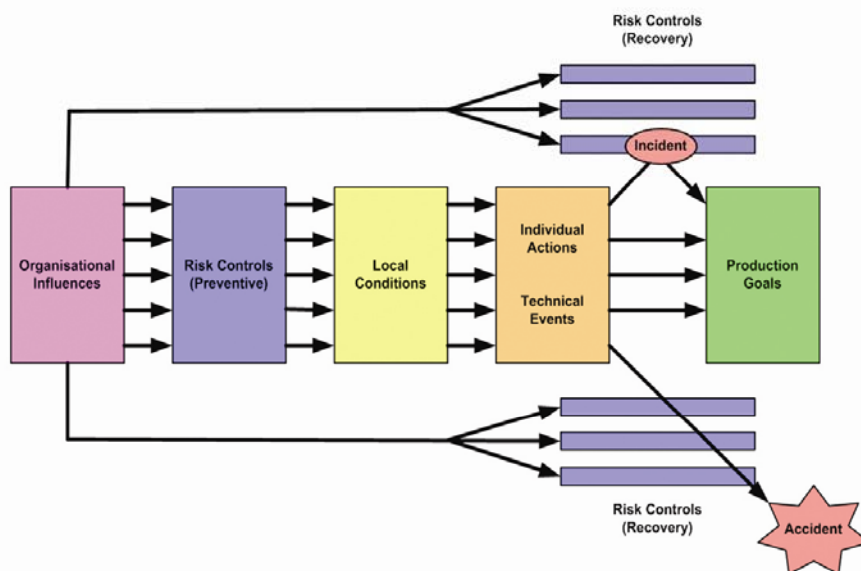 Risk Controls
(Recovery)
Incident
Organisational
Influences
Risk Controls
(Preventive)
Local
Conditions
Individual
Actions
Technical
Events
Production
Goals
Risk Controls
(Recovery)
Accident